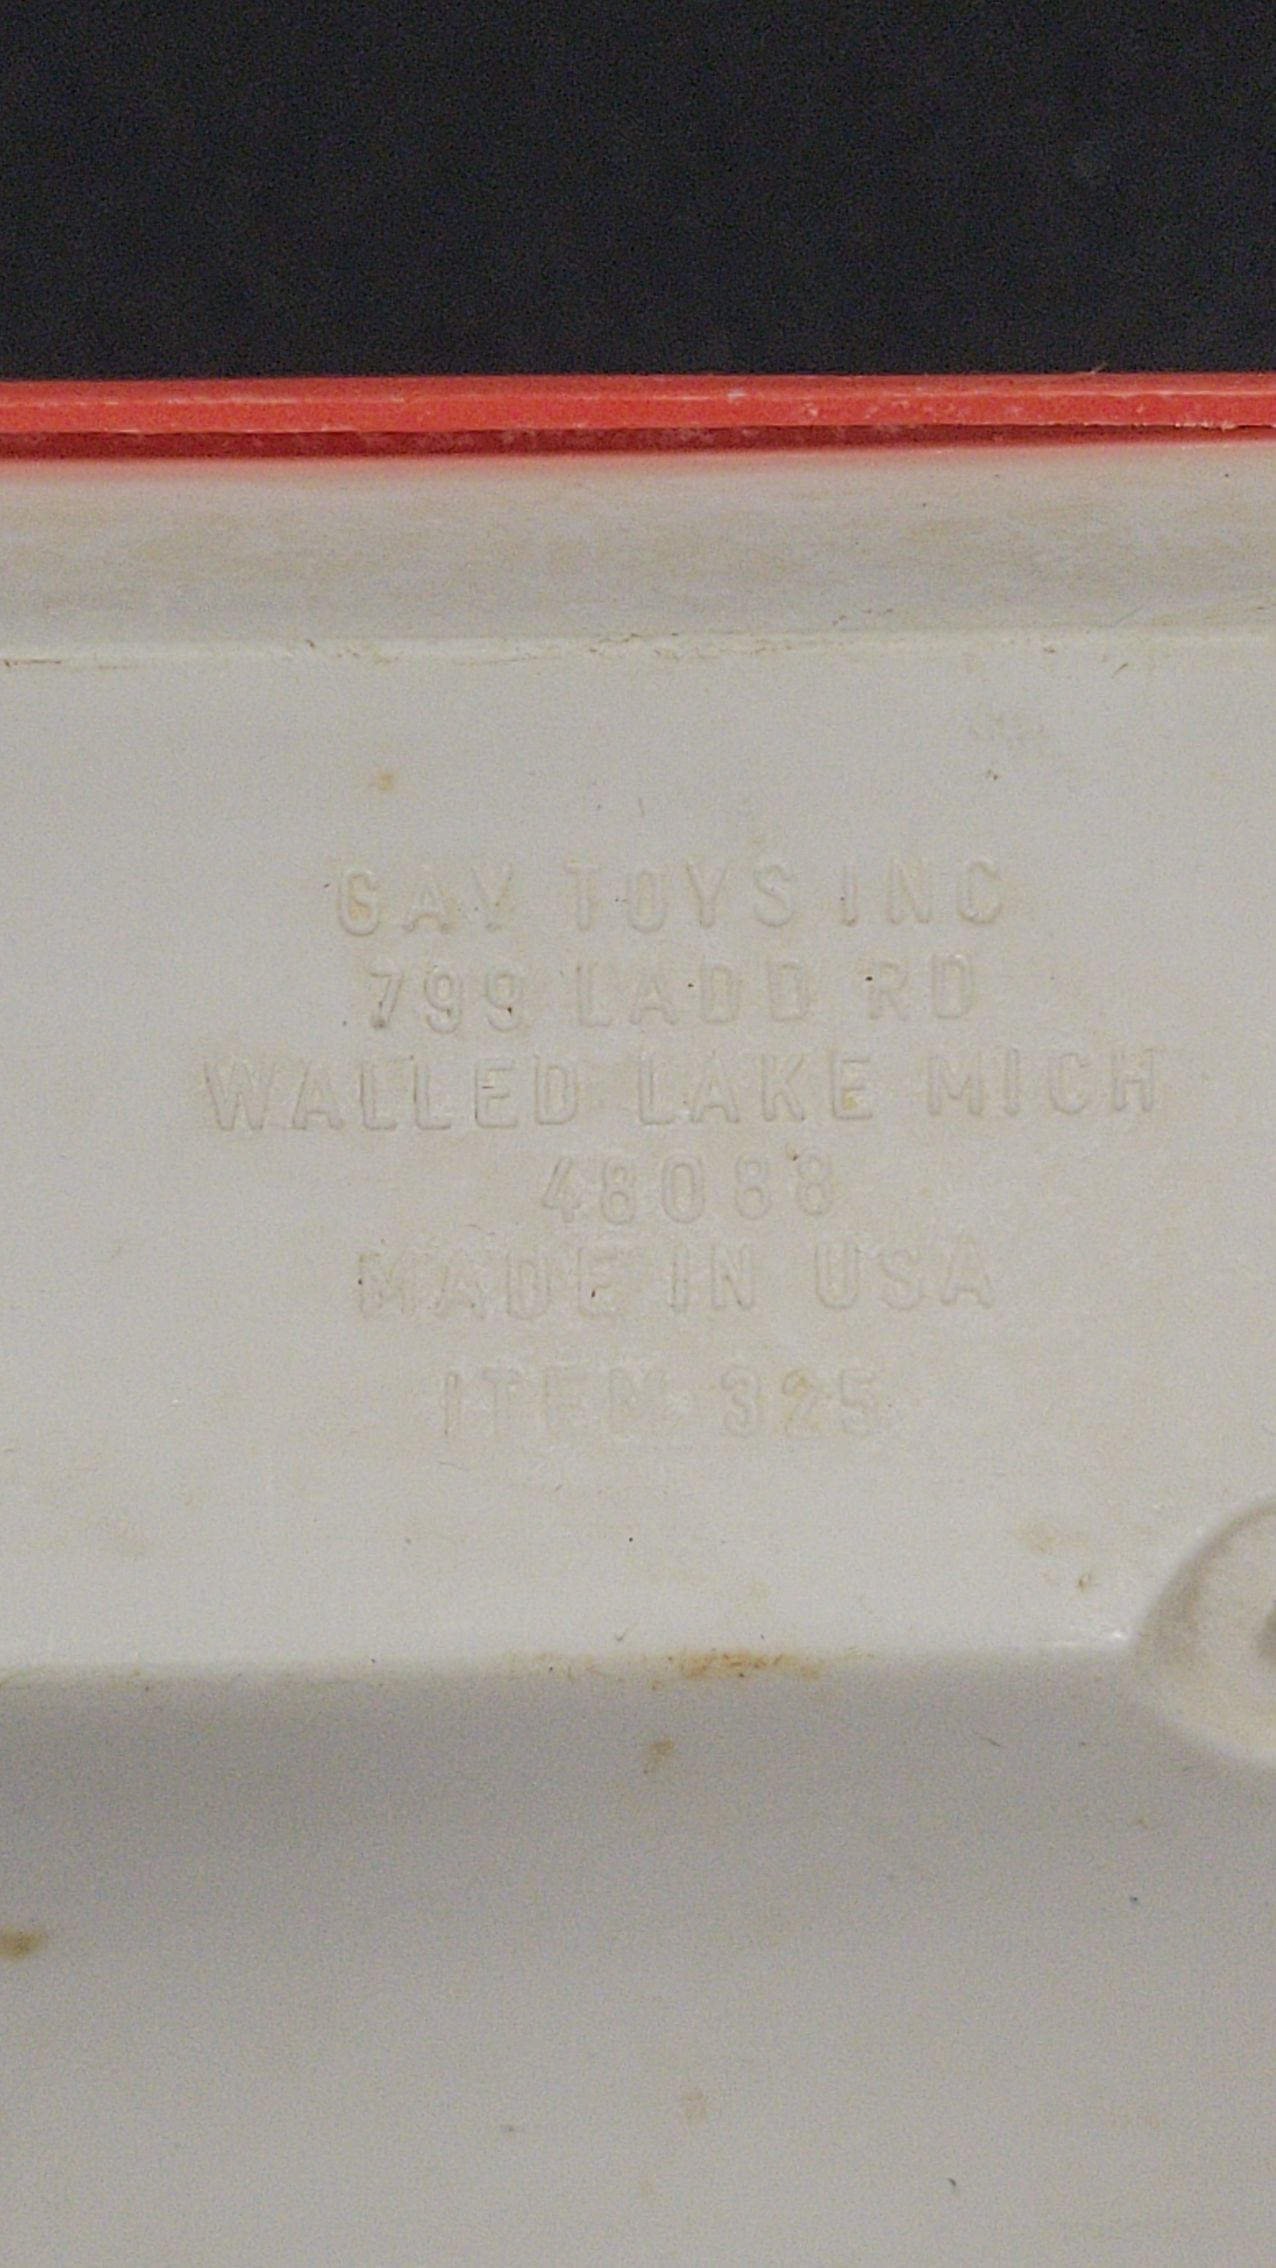 GAY TOYS INC
799 LADD RD
WALLED LAKE MICH
48088
MADE IN USA
ITEM 325